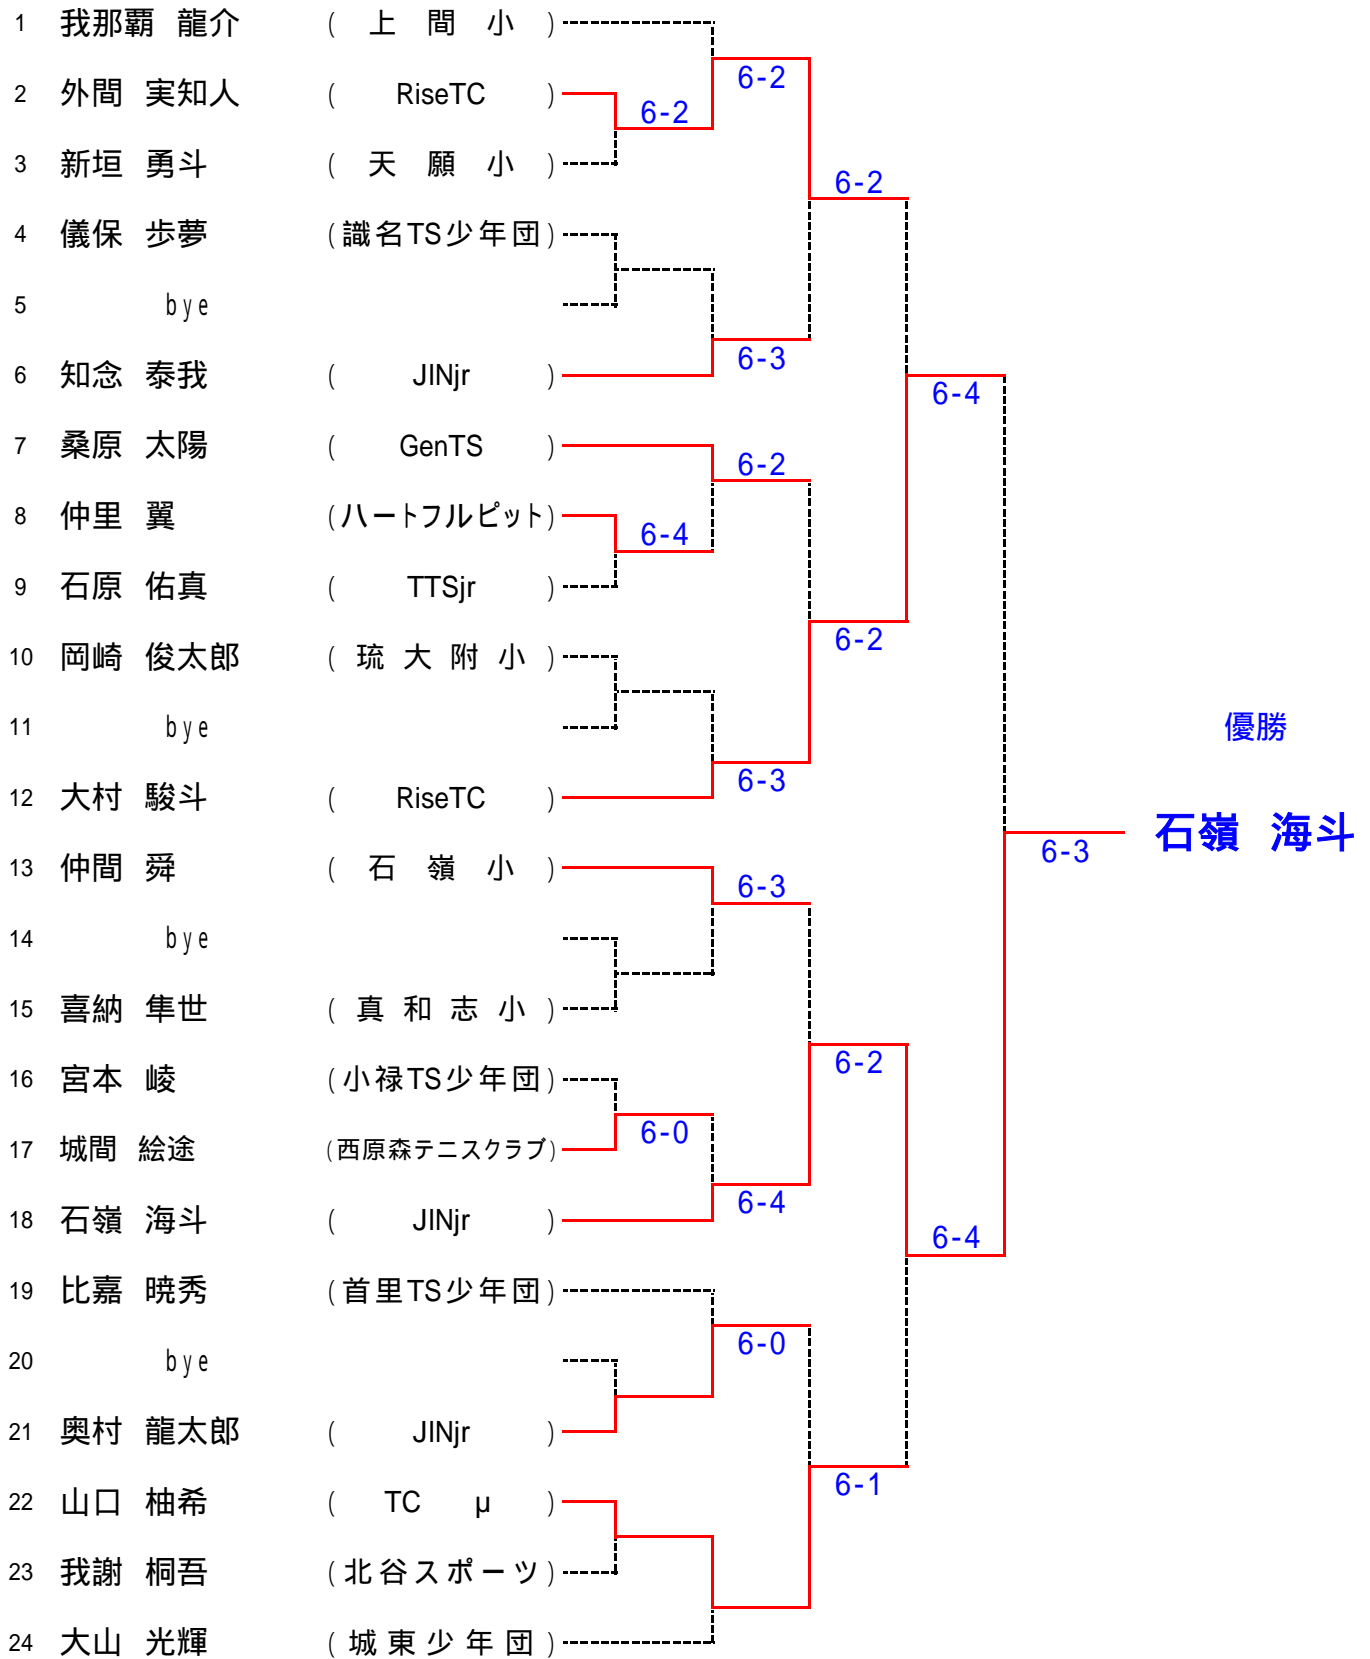 1 我那覇 龍介 ( 上 間 小 )
6-2
2 外間 実知人 ( RiseTC )
6-2
3 新垣 勇斗 ( 天 願 小 )
6-2
4 儀保 歩夢 (識名TS少年団)
5 bye
6-3
6 知念 泰我 ( JINjr )
6-4
7 桑原 太陽 ( GenTS )
6-2
8 仲里 翼 (ハートフルピット)
6-4
9 石原 佑真 ( TTSjr )
6-2
10 岡崎 俊太郎 ( 琉 大 附 小 )
11 bye
優勝
6-3
12 大村 駿斗 ( RiseTC )
石嶺 海斗
6-3
13 仲間 舜 ( 石 嶺 小 )
6-3
14 bye
15 喜納 隼世 ( 真 和 志 小 )
6-2
16 宮本 崚 (小禄TS少年団)
6-0
17 城間 絵途 (西原森テニスクラブ)
6-4
18 石嶺 海斗 ( JINjr )
6-4
19 比嘉 暁秀 (首里TS少年団)
6-0
20 bye
21 奥村 龍太郎 ( JINjr )
6-1
22 山口 柚希 ( TC μ )
23 我謝 桐吾 (北谷スポーツ)
24 大山 光輝 (城東少年団)